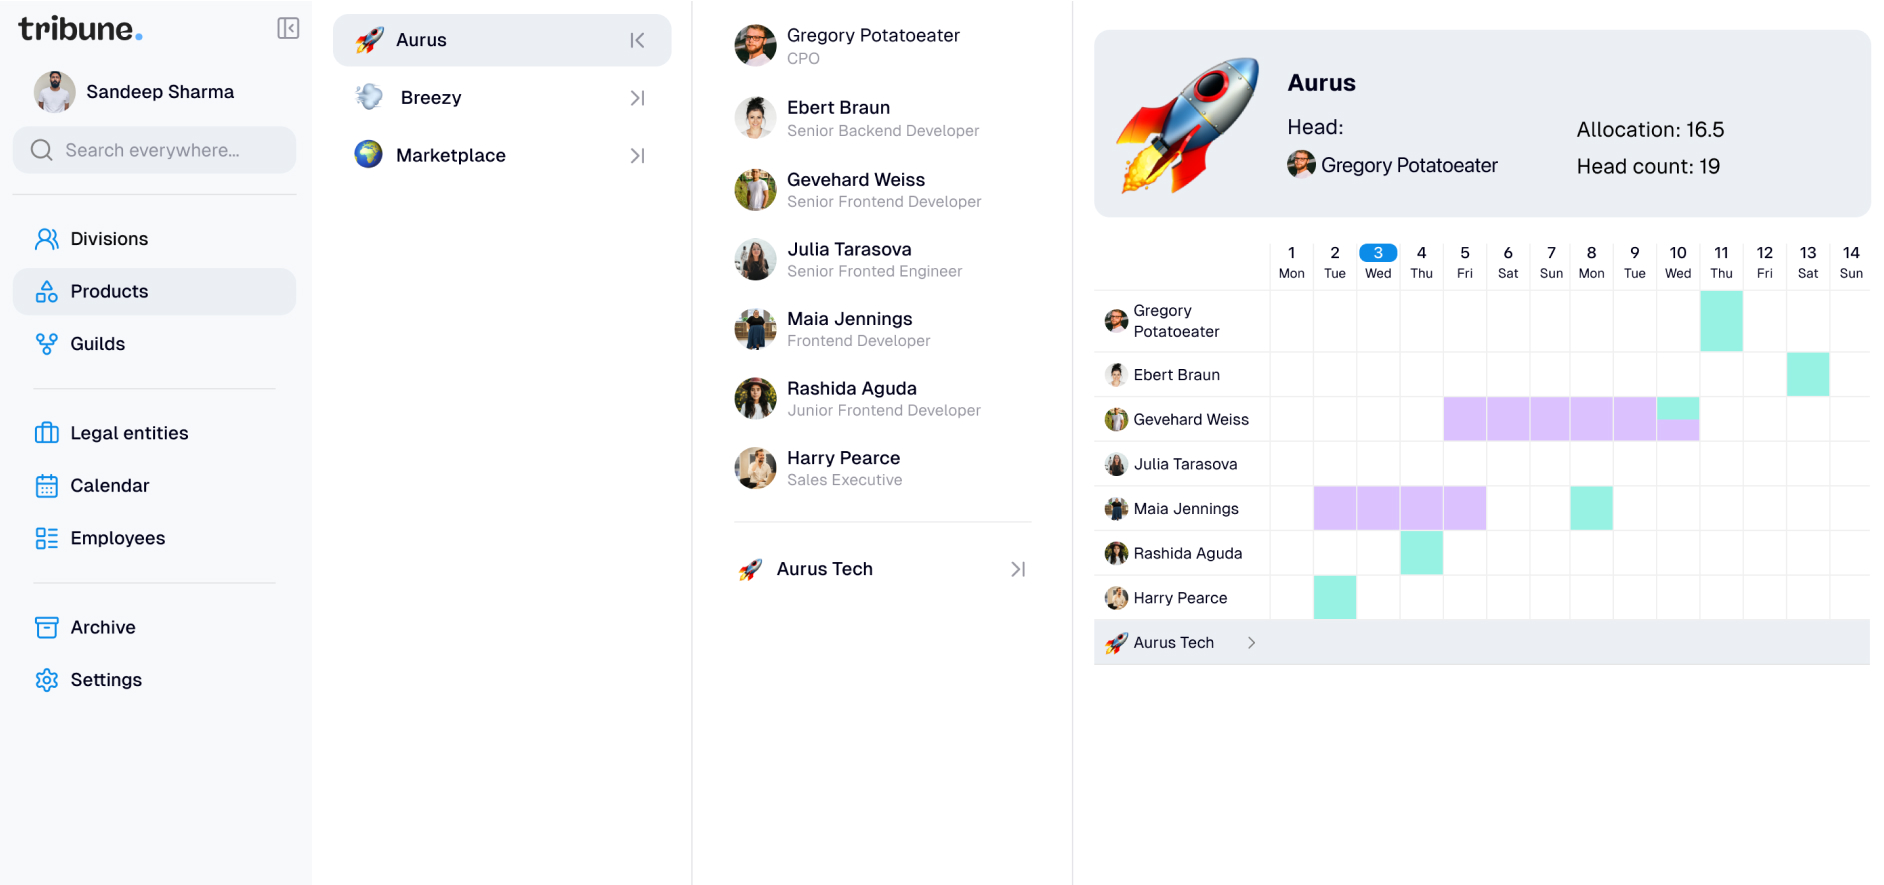 tribune.
Sandeep Sharma
Search everywhere...
Divisions
Products
Guilds
Legal entities
Calendar
Employees
Archive
Settings
Aurus
Breezy
Marketplace
Gregory Potatoeater
CPO
Ebert Braun
Senior Backend Developer
Gevehard Weiss
Senior Frontend Developer
Julia Tarasova
Senior Fronted Engineer
Maia Jennings
Frontend Developer
Rashida Aguda
Junior Frontend Developer
Harry Pearce
Sales Executive
Aurus Tech
Aurus
Head:
Gregory Potatoeater
Allocation: 16.5
Head count: 19
1 2 3 4 5 6 7 8 9 10 11 12 13 14
Mon Tue Wed Thu Fri Sat Sun Mon Tue Wed Thu Fri Sat Sun
Gregory
Potatoeater
Ebert Braun
Gevehard Weiss
Julia Tarasova
Maia Jennings
Rashida Aguda
Harry Pearce
Aurus Tech